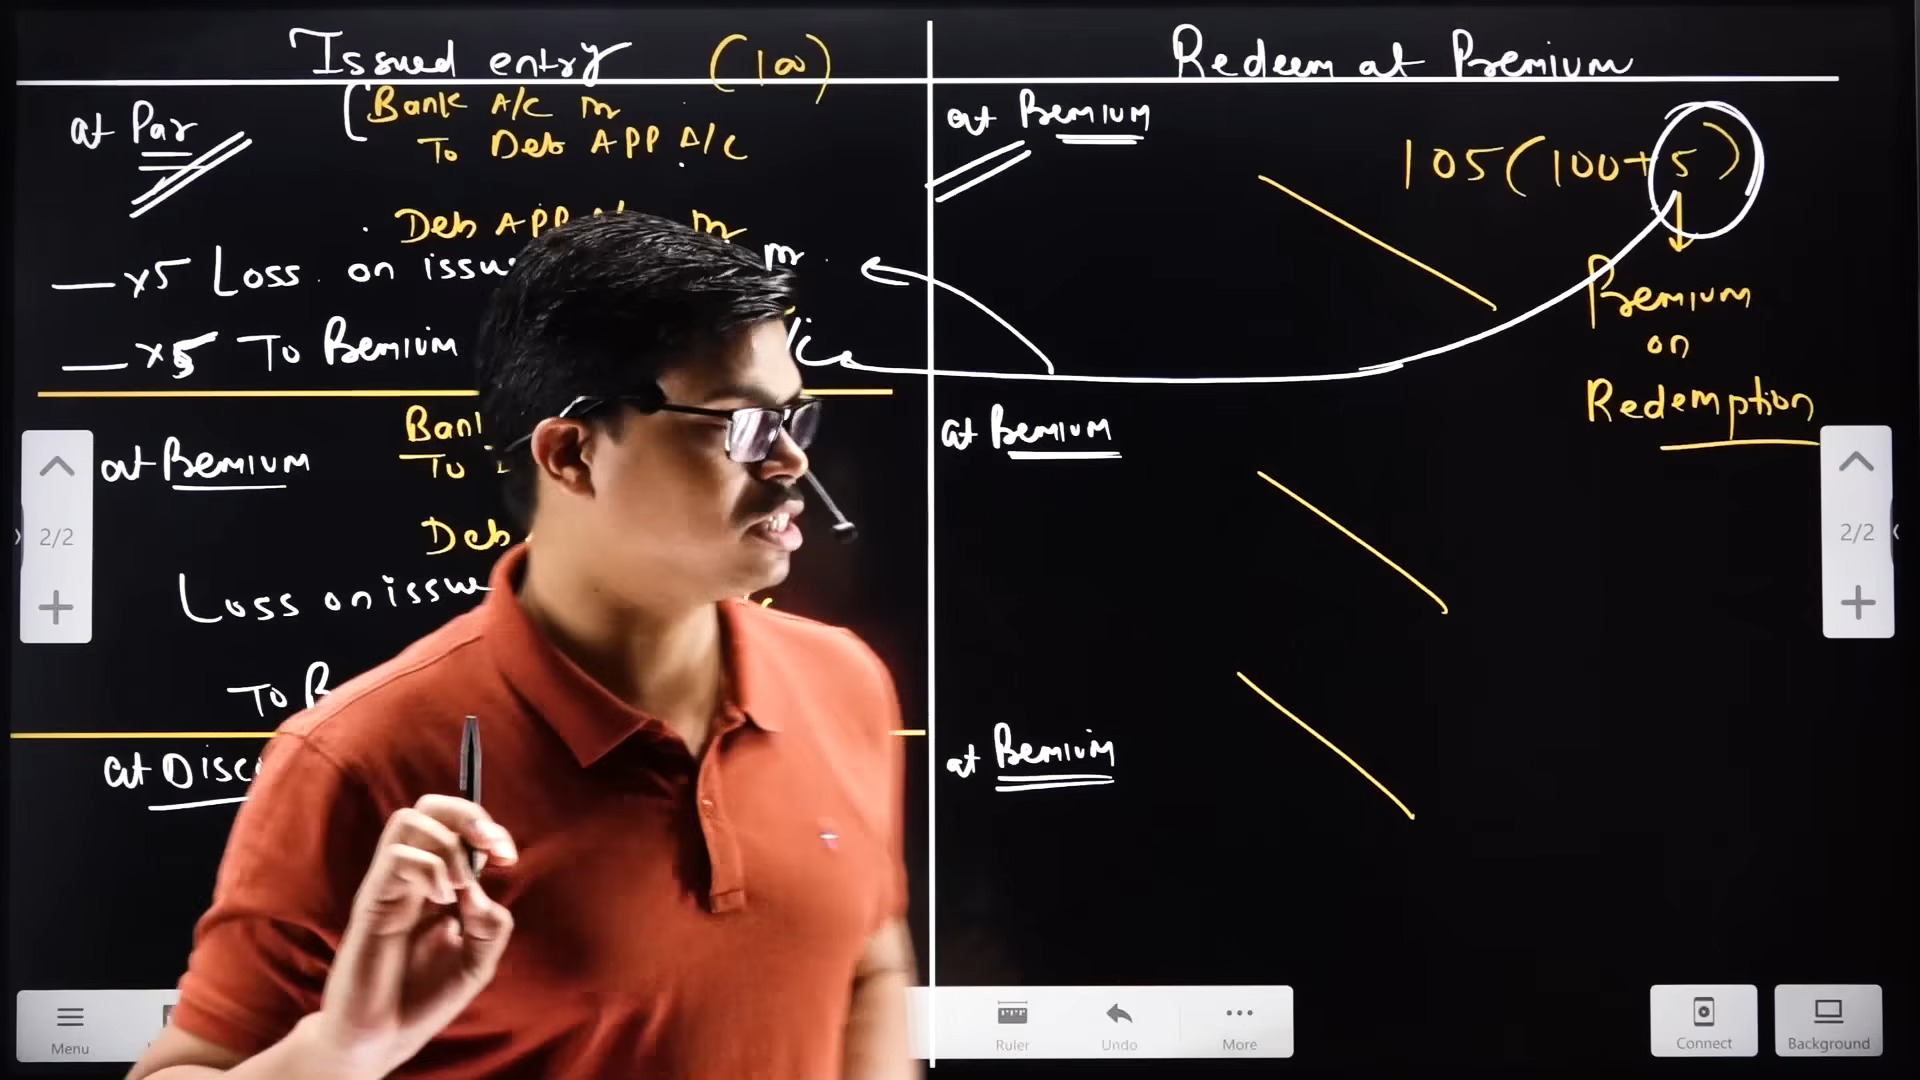 Issued entry (100)
Redeem at Premium
at Par
Bank A/c Dr
To Deb APP A/c
Deb APP Dr
x5 Loss on issue Dr
x5 To Premium
at Premium
105 (100+5)
Premium
on
Redemption
at Premium
Bank
To
Deb
Loss on issue
To P
at Premium
at Disc
at Premium
2/2
2/2
Menu
Ruler
Undo
More
Connect
Background